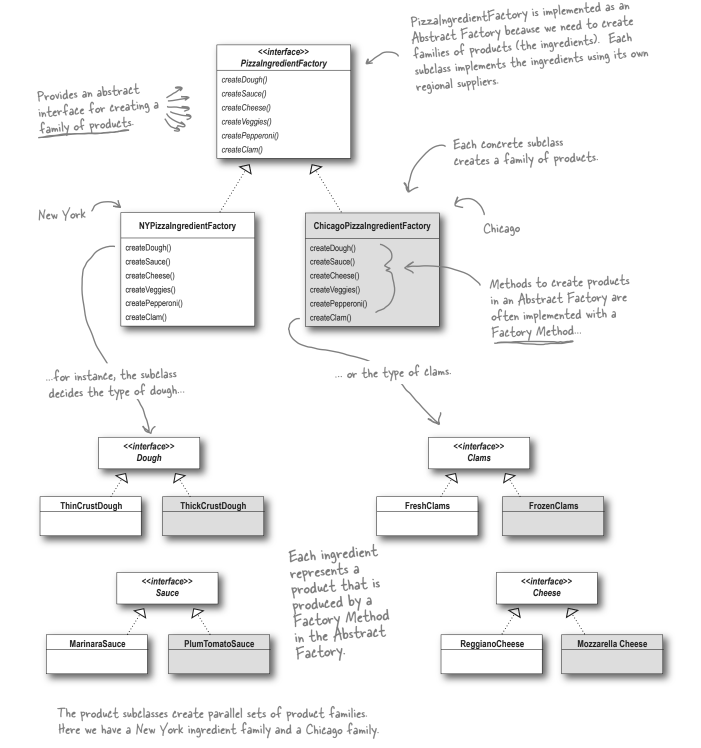 PizzaIngredientFactory is implemented as an
Abstract Factory because we need to create
families of products (the ingredients). Each
subclass implements the ingredients using its own
regional suppliers.
<<interface>>
PizzaIngredientFactory
createDough()
createSauce()
createCheese()
createVeggies()
createPepperoni()
createClam()
Provides an abstract
interface for creating a
family of products.
Each concrete subclass
creates a family of products.
New York
NYPizzaIngredientFactory
createDough()
createSauce()
createCheese()
createVeggies()
createPepperoni()
createClam()
ChicagoPizzaIngredientFactory
createDough()
createSauce()
createCheese()
createVeggies()
createPepperoni()
createClam()
Chicago
Methods to create products
in an Abstract Factory are
often implemented with a
Factory Method...
...for instance, the subclass
decides the type of dough...
... or the type of clams.
<<interface>>
Dough
ThinCrustDough
ThickCrustDough
<<interface>>
Clams
FreshClams
FrozenClams
Each ingredient
represents a
product that is
produced by a
Factory Method
in the Abstract
Factory.
<<interface>>
Sauce
MarinaraSauce
PlumTomatoSauce
<<interface>>
Cheese
ReggianoCheese
Mozzarella Cheese
The product subclasses create parallel sets of product families.
Here we have a New York ingredient family and a Chicago family.